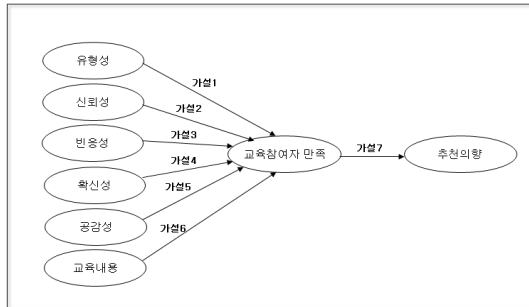 유형성
가설1
신뢰성
가설2
반응성
가설3
교육참여자 만족
가설7
추천의향
확신성
가설4
가설5
공감성
가설6
교육내용